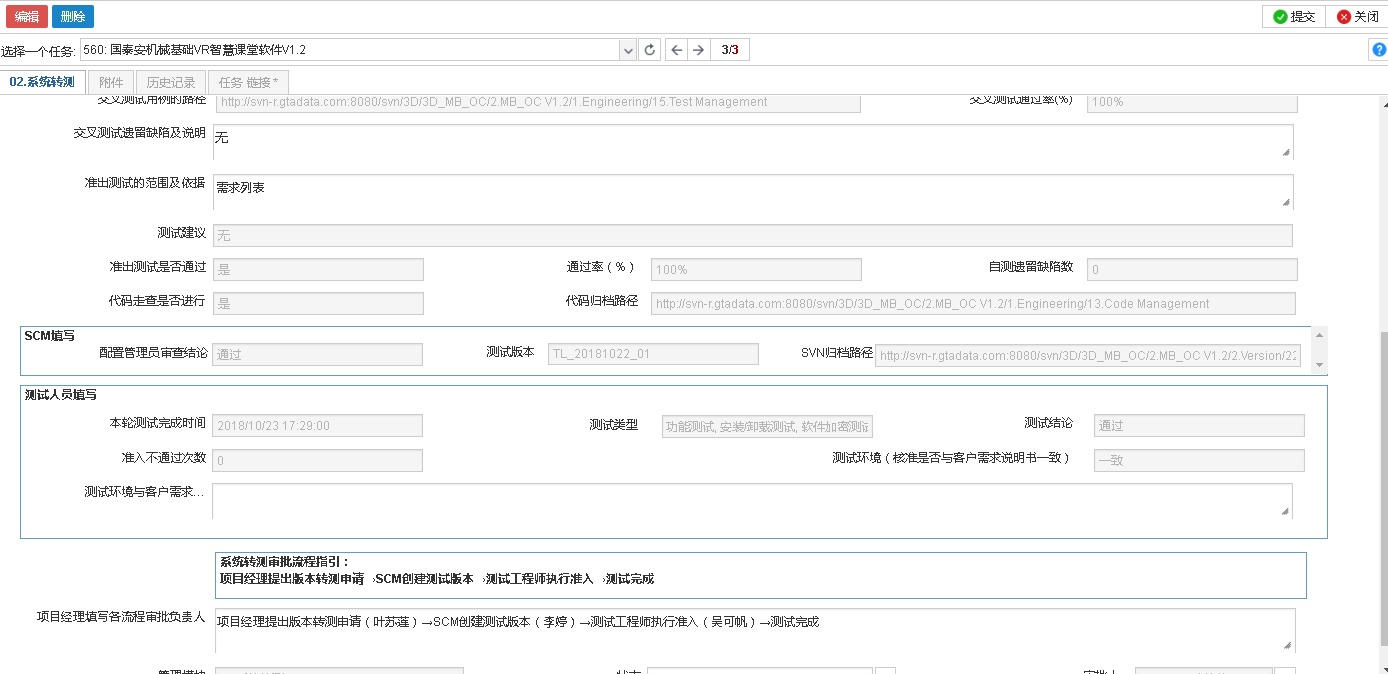 编辑 删除 提交 关闭
选择一个任务: 560: 国泰安机械基础VR智慧课堂软件V1.2 3/3
02.系统转测 附件 历史记录 任务 链接*
交叉测试用例的路径 http://svn-r.gtadata.com:8080/svn/3D/3D_MB_OC/2.MB_OC V1.2/1.Engineering/15.Test Management 交叉测试通过率(%) 100%
交叉测试遗留缺陷及说明 无
准出测试的范围及依据 需求列表
测试建议 无
准出测试是否通过 是 通过率（%） 100% 自测遗留缺陷数 0
代码走查是否进行 是 代码归档路径 http://svn-r.gtadata.com:8080/svn/3D/3D_MB_OC/2.MB_OC V1.2/1.Engineering/13.Code Management
SCM填写
配置管理员审查结论 通过 测试版本 TL_20181022_01 SVN归档路径 http://svn-r.gtadata.com:8080/svn/3D/3D_MB_OC/2.MB_OC V1.2/2.Version/22
测试人员填写
本轮测试完成时间 2018/10/23 17:29:00 测试类型 功能测试, 安装/卸载测试, 软件加密测试 测试结论 通过
准入不通过次数 0 测试环境（核准是否与客户需求说明书一致） 一致
测试环境与客户需求...
系统转测审批流程指引：
项目经理提出版本转测申请 →SCM创建测试版本 →测试工程师执行准入 →测试完成
项目经理填写各流程审批负责人 项目经理提出版本转测申请（叶苏莲）→SCM创建测试版本（李婷）→测试工程师执行准入（吴可帆）→测试完成